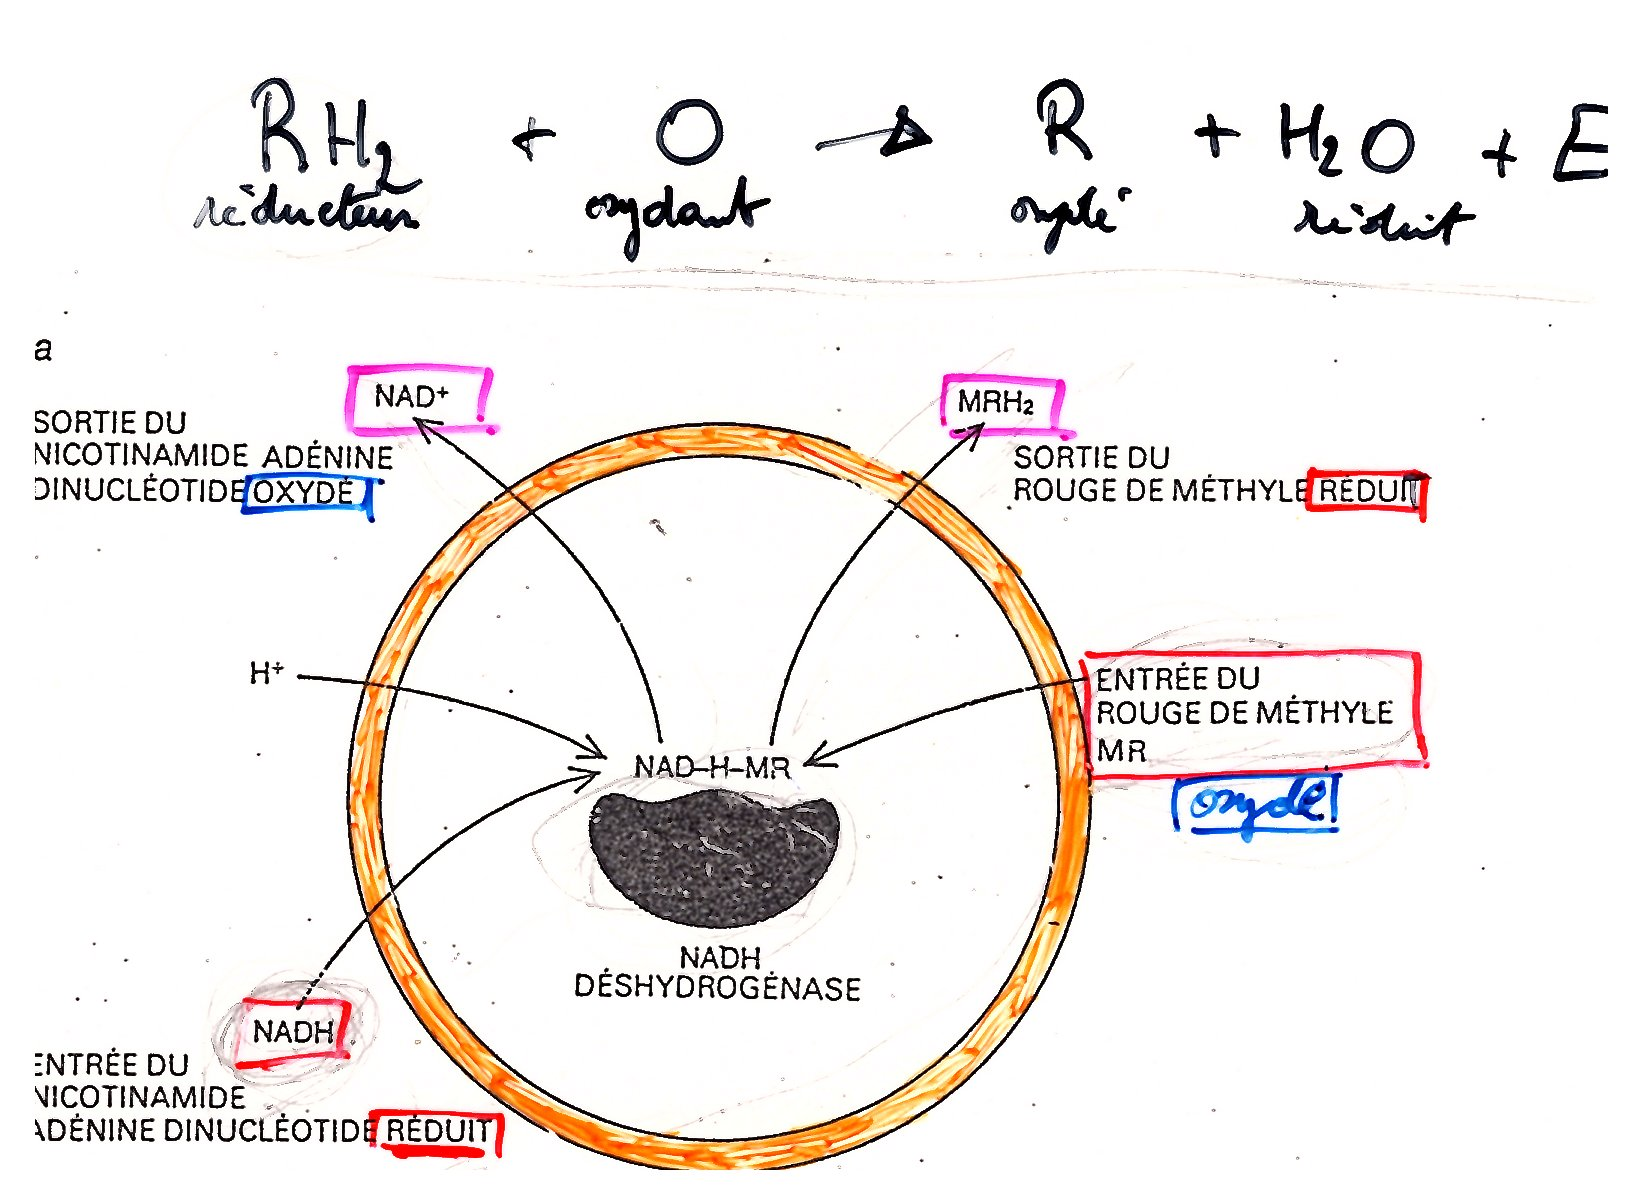 RH₂ + O → R + H₂O + E
réducteur oxydant oxydé réduit
a
NAD⁺
SORTIE DU
NICOTINAMIDE ADÉNINE
DINUCLÉOTIDE OXYDÉ
MRH₂
SORTIE DU
ROUGE DE MÉTHYLE RÉDUIT
H⁺
ENTRÉE DU
ROUGE DE MÉTHYLE
MR
oxydé
NAD–H–MR
NADH
DÉSHYDROGÉNASE
NADH
ENTRÉE DU
NICOTINAMIDE
ADÉNINE DINUCLÉOTIDE RÉDUIT